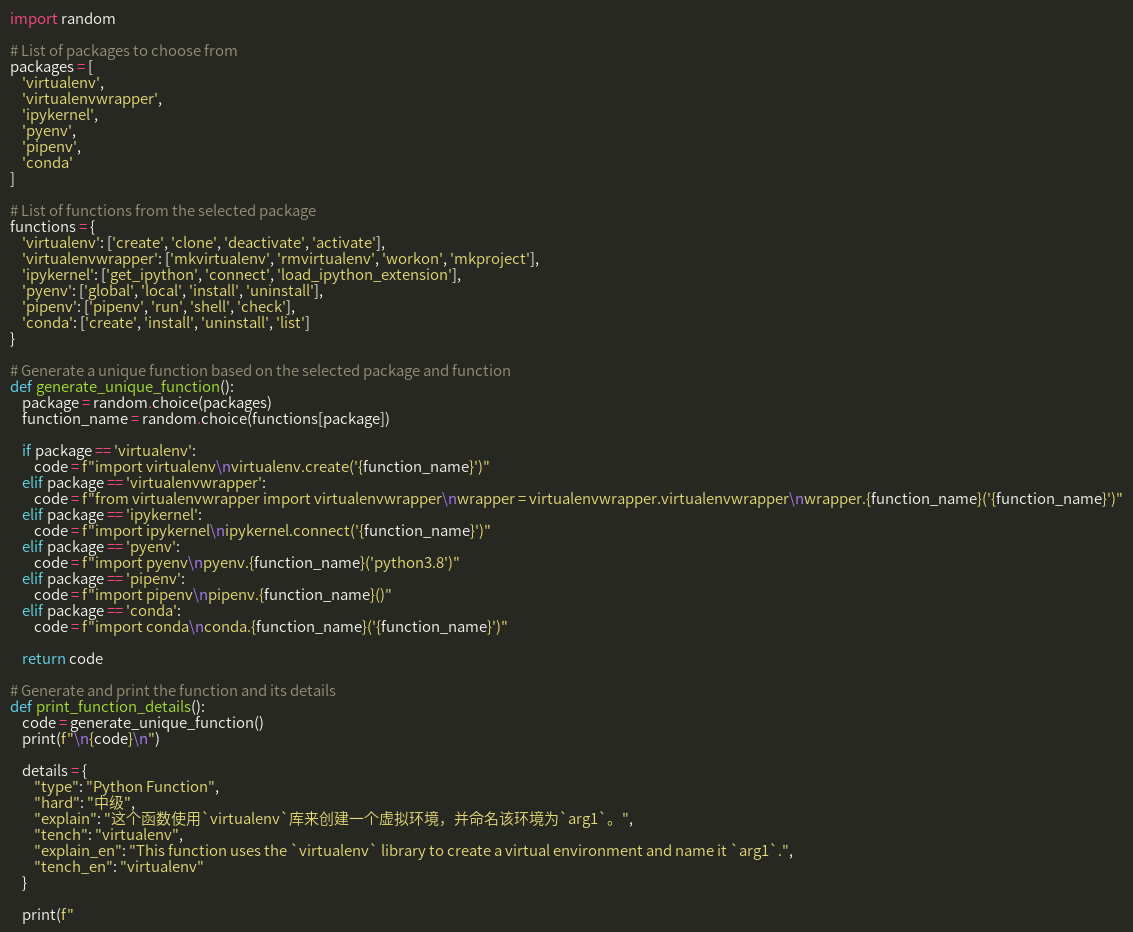 import random

# List of packages to choose from
packages = [
    'virtualenv',
    'virtualenvwrapper',
    'ipykernel',
    'pyenv',
    'pipenv',
    'conda'
]

# List of functions from the selected package
functions = {
    'virtualenv': ['create', 'clone', 'deactivate', 'activate'],
    'virtualenvwrapper': ['mkvirtualenv', 'rmvirtualenv', 'workon', 'mkproject'],
    'ipykernel': ['get_ipython', 'connect', 'load_ipython_extension'],
    'pyenv': ['global', 'local', 'install', 'uninstall'],
    'pipenv': ['pipenv', 'run', 'shell', 'check'],
    'conda': ['create', 'install', 'uninstall', 'list']
}

# Generate a unique function based on the selected package and function
def generate_unique_function():
    package = random.choice(packages)
    function_name = random.choice(functions[package])

    if package == 'virtualenv':
        code = f"import virtualenv\nvirtualenv.create('{function_name}')"
    elif package == 'virtualenvwrapper':
        code = f"from virtualenvwrapper import virtualenvwrapper\nwrapper = virtualenvwrapper.virtualenvwrapper\nwrapper.{function_name}('{function_name}')"
    elif package == 'ipykernel':
        code = f"import ipykernel\nipykernel.connect('{function_name}')"
    elif package == 'pyenv':
        code = f"import pyenv\npyenv.{function_name}('python3.8')"
    elif package == 'pipenv':
        code = f"import pipenv\npipenv.{function_name}()"
    elif package == 'conda':
        code = f"import conda\nconda.{function_name}('{function_name}')"

    return code

# Generate and print the function and its details
def print_function_details():
    code = generate_unique_function()
    print(f"\n{code}\n")

    details = {
        "type": "Python Function",
        "hard": "中级",
        "explain": "这个函数使用`virtualenv`库来创建一个虚拟环境，并命名该环境为`arg1`。",
        "tench": "virtualenv",
        "explain_en": "This function uses the `virtualenv` library to create a virtual environment and name it `arg1`.",
        "tench_en": "virtualenv"
    }

    print(f"